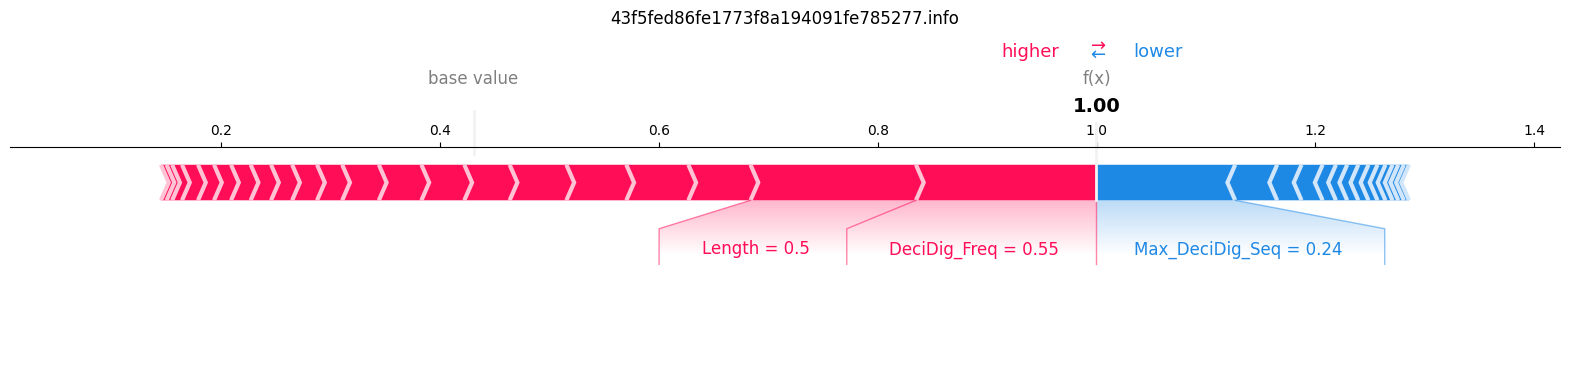 43f5fed86fe1773f8a194091fe785277.info
higher ⇄ lower
base value f(x)
1.00
0.2 0.4 0.6 0.8 1.0 1.2 1.4
Length = 0.5 DeciDig_Freq = 0.55 Max_DeciDig_Seq = 0.24